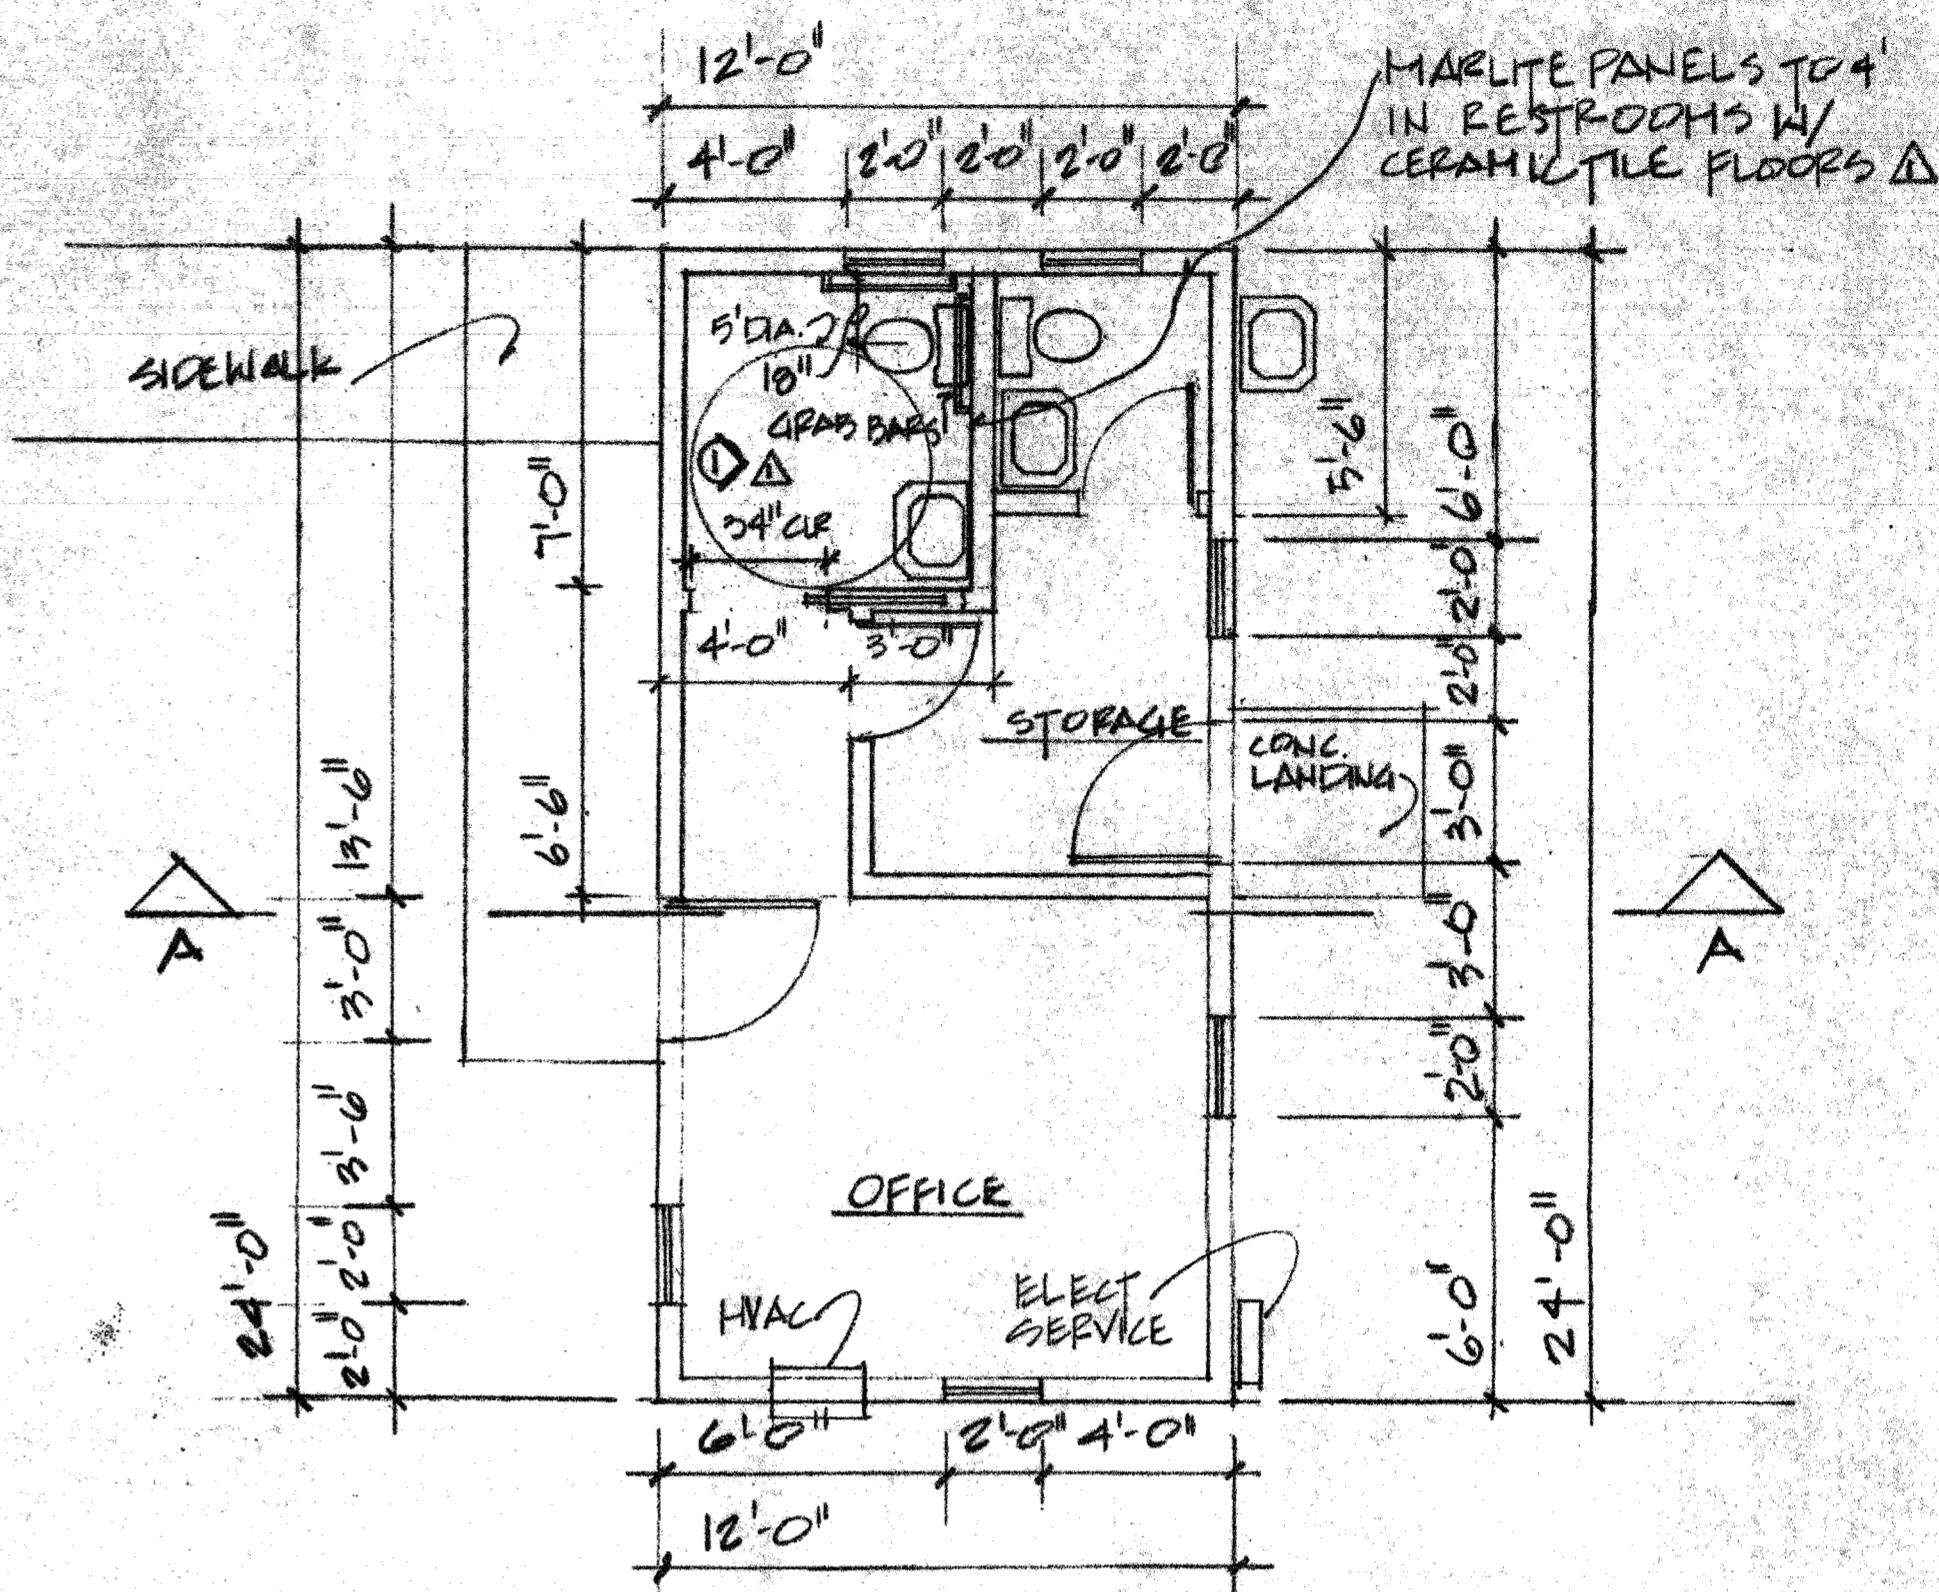 12'-0"
4'-0" 2'-0" 2'-0" 2'-0" 2'-0"
MARLITE PANELS TO 4'
IN RESTROOMS W/
CERAMIC TILE FLOORS 1
SIDEWALK
5' DIA.
18"
GRAB BARS
1 1
34" CLR
4'-0" 3'-0"
7'-0"
6'-6"
13'-6"
3'-0"
3'-6"
2'-0"
2'-0"
24'-0"
5'-6"
6'-0"
2'-0"
2'-0"
3'-0"
3'-0"
2'-0"
6'-0"
24'-0"
STORAGE
CONC.
LANDING
A
A
OFFICE
HVAC
ELECT
SERVICE
6'-0" 2'-0" 4'-0"
12'-0"